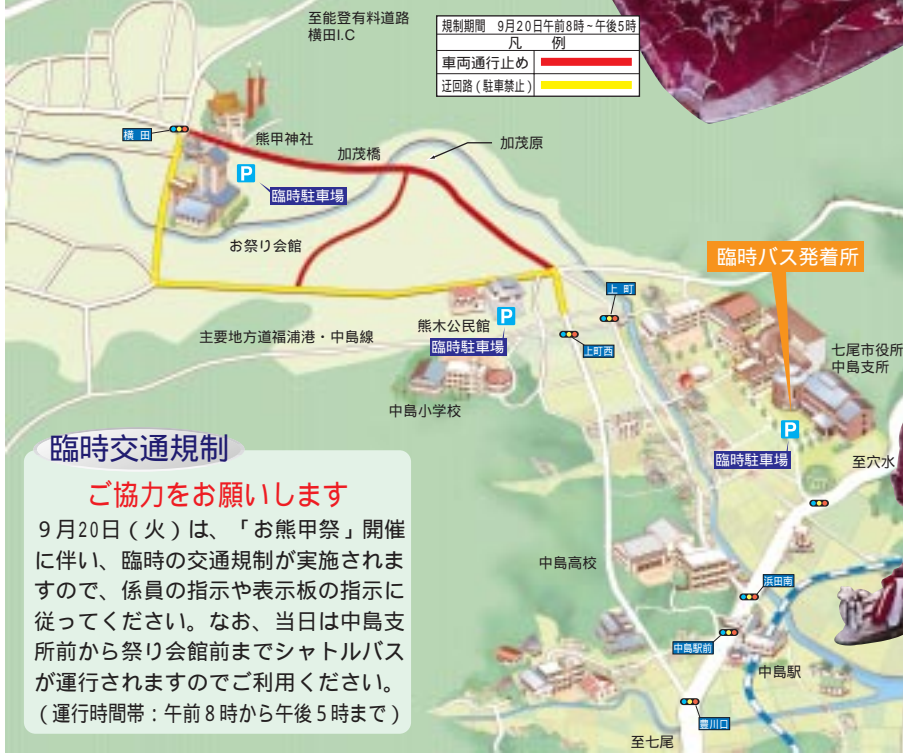 至能登有料道路
横田I.C
規制期間 9月20日午前8時~午後5時
凡 例
車両通行止め
迂回路(駐車禁止)
横田
熊甲神社
加茂橋
加茂原
P
臨時駐車場
お祭り会館
臨時バス発着所
上町
主要地方道福浦港・中島線
熊木公民館
P
臨時駐車場
上町西
七尾市役所
中島支所
中島小学校
P
臨時駐車場
至穴水
臨時交通規制
ご協力をお願いします
9月20日(火)は、「お熊甲祭」開催
に伴い、臨時の交通規制が実施されま
すので、係員の指示や表示板の指示に
従ってください。なお、当日は中島支
所前から祭り会館前までシャトルバス
が運行されますのでご利用ください。
(運行時間帯:午前8時から午後5時まで)
中島高校
浜田南
中島駅前
中島駅
豊川口
至七尾